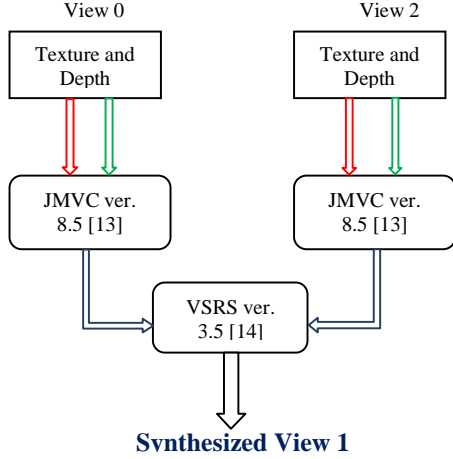 View 0
View 2
Texture and
Depth
Texture and
Depth
JMVC ver.
8.5 [13]
JMVC ver.
8.5 [13]
VSRS ver.
3.5 [14]
Synthesized View 1